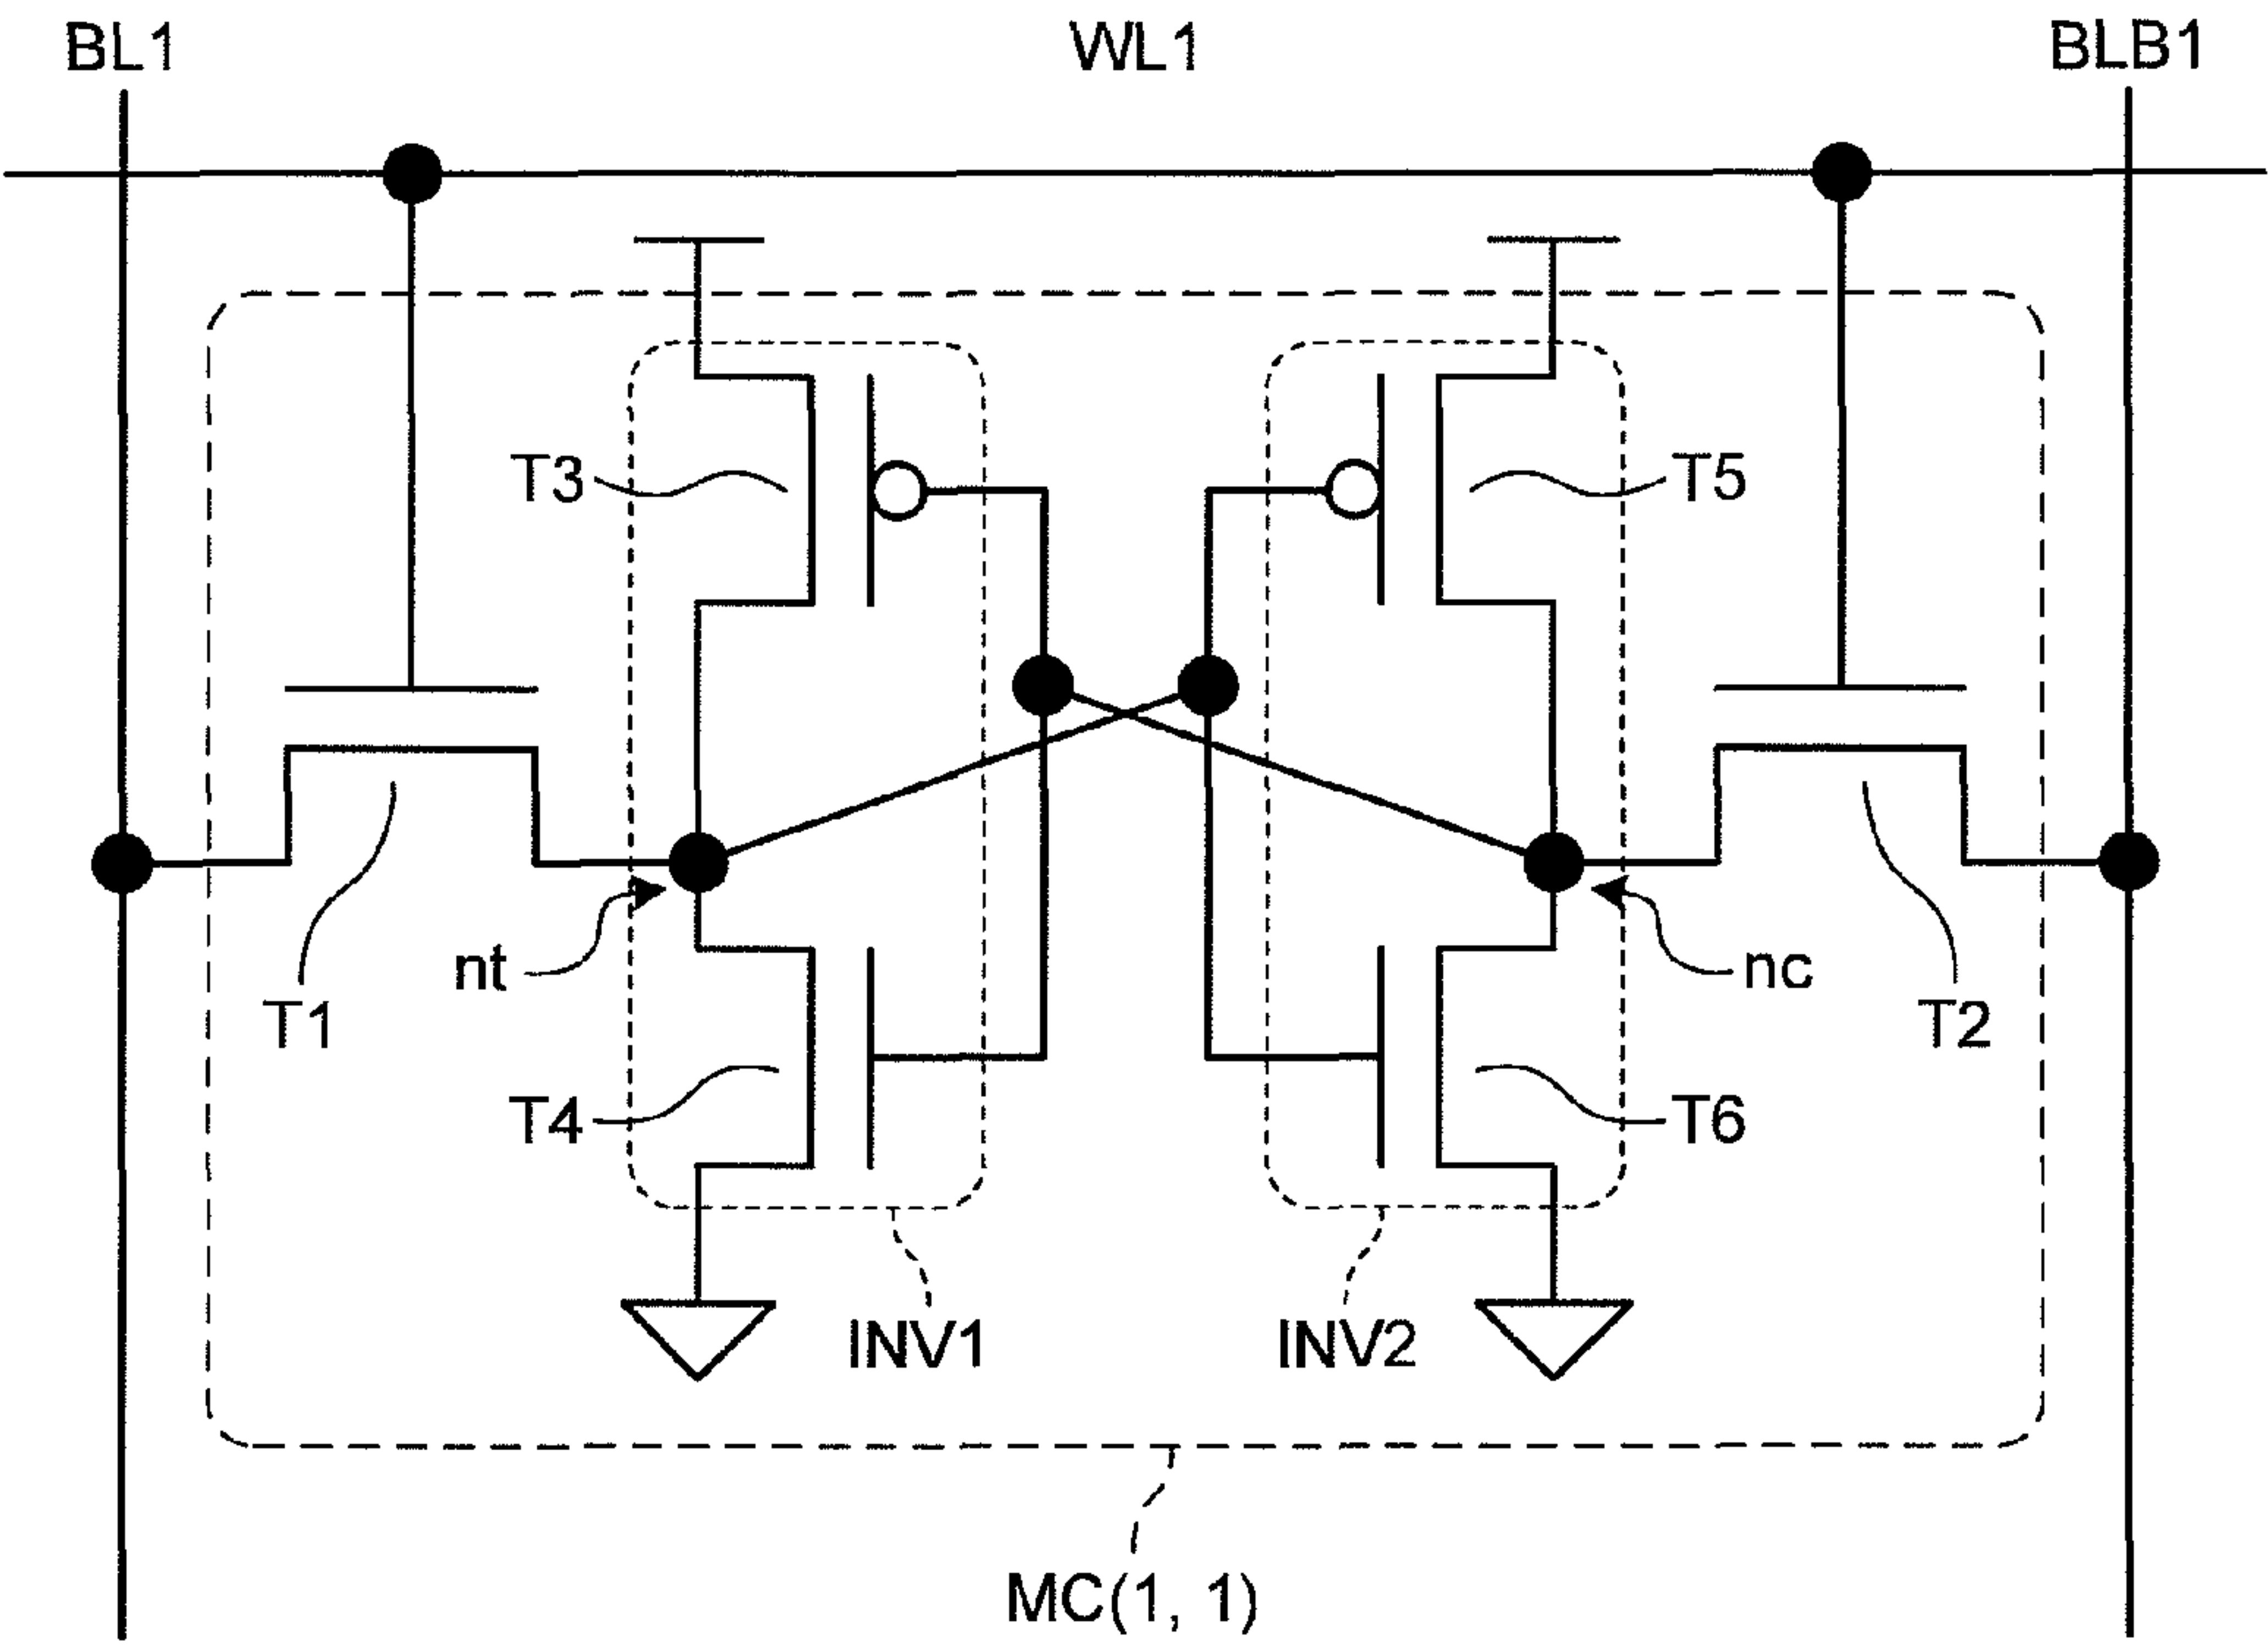 BL1
WL1
BLB1
T3
T5
nt
nc
T1
T2
T4
T6
INV1
INV2
MC(1, 1)